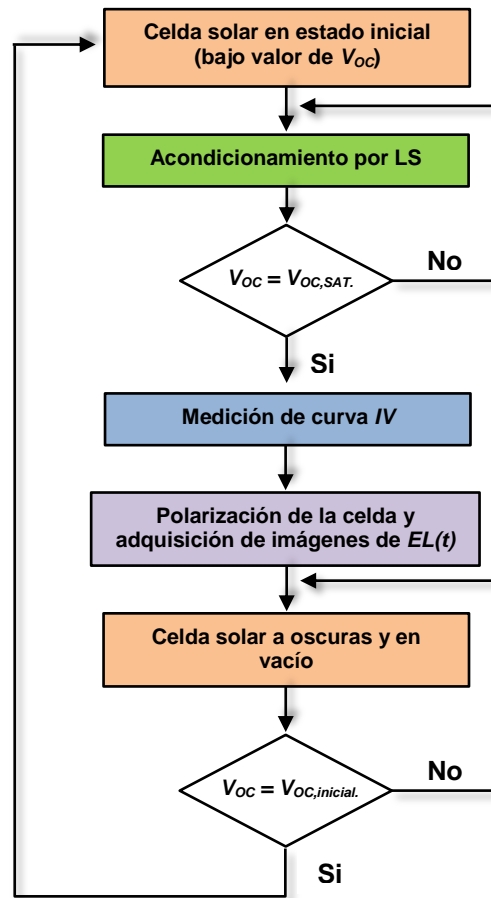 Celda solar en estado inicial
(bajo valor de VOC)
Acondicionamiento por LS
VOC = VOC,SAT.
No
Si
Medición de curva IV
Polarización de la celda y
adquisición de imágenes de EL(t)
Celda solar a oscuras y en
vacío
VOC = VOC,inicial.
No
Si